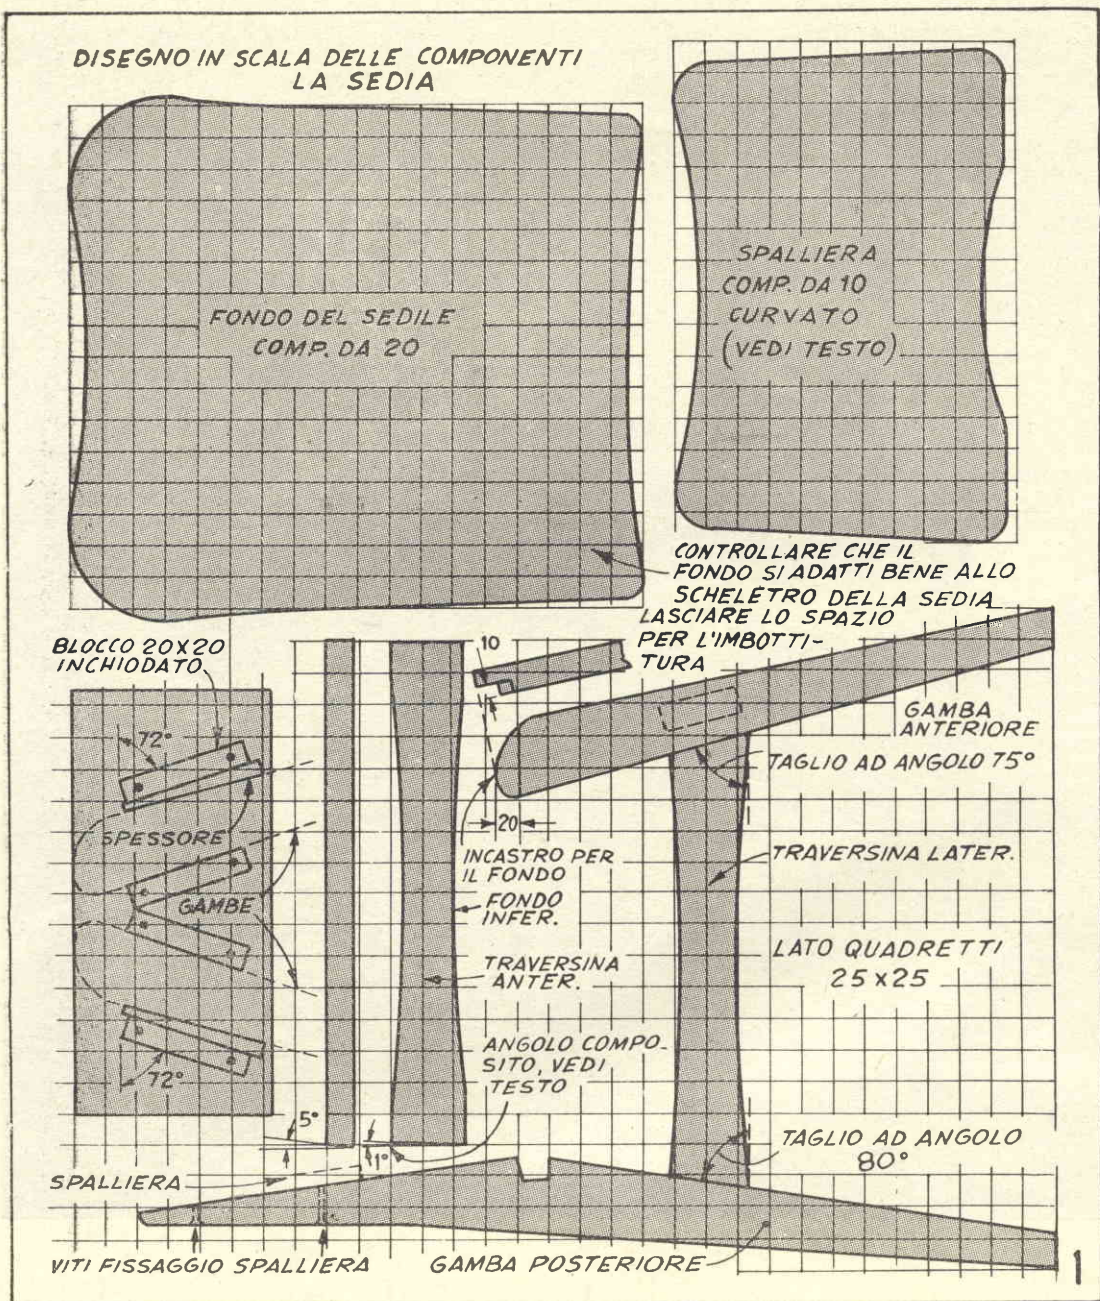 DISEGNO IN SCALA DELLE COMPONENTI
LA SEDIA
FONDO DEL SEDILE
COMP. DA 20
SPALLIERA
COMP. DA 10
CURVATO
(VEDI TESTO)
CONTROLLARE CHE IL
FONDO SI ADATTI BENE ALLO
SCHELETRO DELLA SEDIA
LASCIARE LO SPAZIO
PER L'IMBOTTI-
TURA
BLOCCO 20X20
INCHIODATO
10
72°
GAMBA
ANTERIORE
TAGLIO AD ANGOLO 75°
SPESSORE
20
INCASTRO PER
IL FONDO
TRAVERSINA LATER.
GAMBE
FONDO
INFER.
LATO QUADRETTI
25 X 25
TRAVERSINA
ANTER.
ANGOLO COMPO-
SITO, VEDI
TESTO
72°
5°
1°
TAGLIO AD ANGOLO
80°
SPALLIERA
VITI FISSAGGIO SPALLIERA
GAMBA POSTERIORE
1